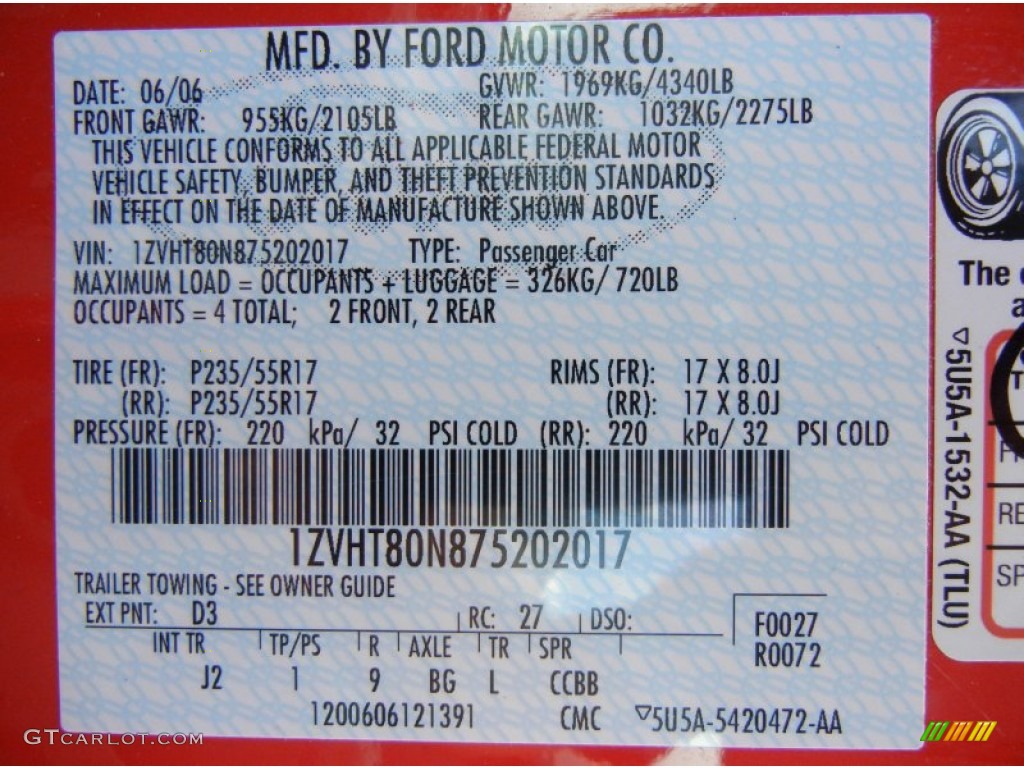 MFD. BY FORD MOTOR CO.
DATE: 06/06 GVWR: 1969KG/4340LB
FRONT GAWR: 955KG/2105LB REAR GAWR: 1032KG/2275LB
THIS VEHICLE CONFORMS TO ALL APPLICABLE FEDERAL MOTOR
VEHICLE SAFETY, BUMPER, AND THEFT PREVENTION STANDARDS
IN EFFECT ON THE DATE OF MANUFACTURE SHOWN ABOVE.
VIN: 1ZVHT80N875202017 TYPE: Passenger Car
MAXIMUM LOAD = OCCUPANTS + LUGGAGE = 326KG/ 720LB
OCCUPANTS = 4 TOTAL; 2 FRONT, 2 REAR
TIRE (FR): P235/55R17 RIMS (FR): 17 X 8.0J
(RR): P235/55R17 (RR): 17 X 8.0J
PRESSURE (FR): 220 kPa/ 32 PSI COLD (RR): 220 kPa/ 32 PSI COLD
1ZVHT80N875202017
TRAILER TOWING - SEE OWNER GUIDE
EXT PNT: D3 RC: 27 DSO:
F0027
INT TR TP/PS R AXLE TR SPR
R0072
J2 1 9 BG L CCBB
1200606121391 CMC ▽5U5A-5420472-AA
The
▽5U5A-1532-AA (TLU)
RE
SP
GTCARLOT.COM